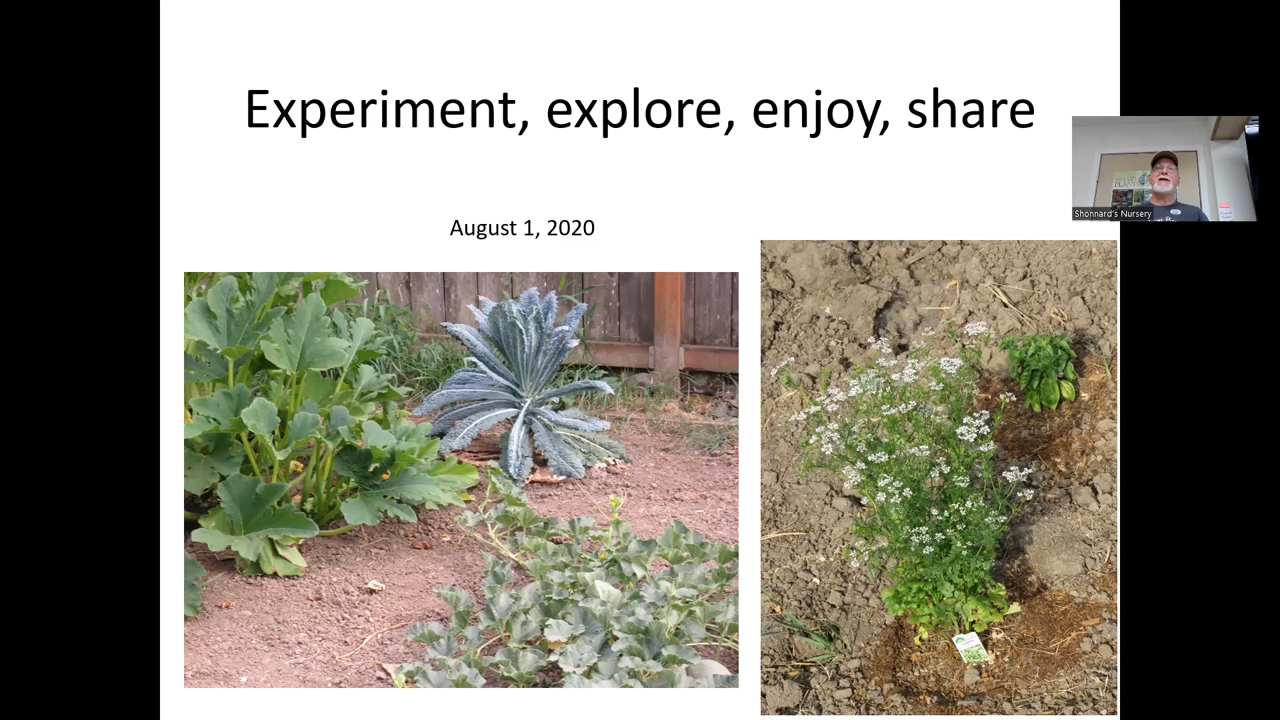 Experiment, explore, enjoy, share
August 1, 2020
Shonnard's Nursery